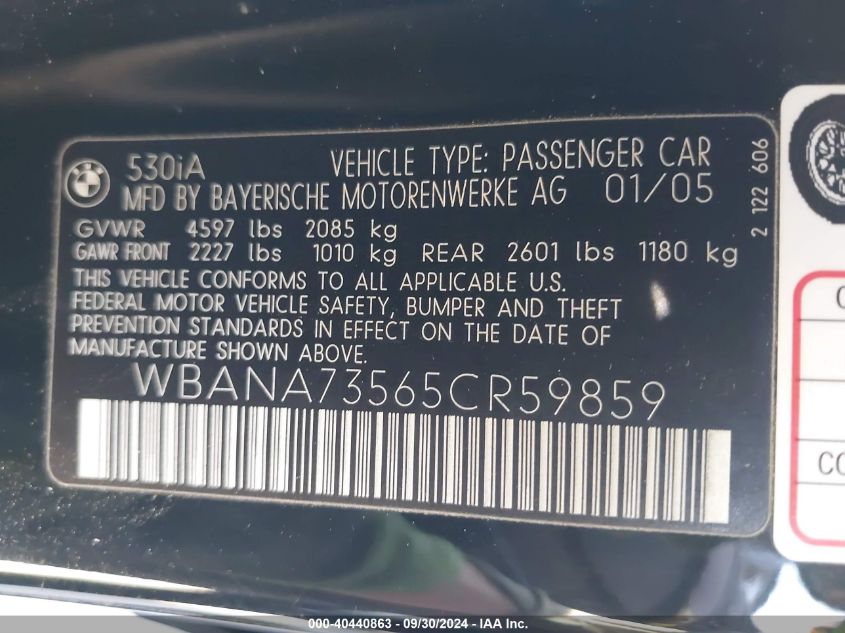 530iA VEHICLE TYPE: PASSENGER CAR
MFD BY BAYERISCHE MOTORENWERKE AG 01/05
GVWR 4597 lbs 2085 kg
GAWR FRONT 2227 lbs 1010 kg REAR 2601 lbs 1180 kg
THIS VEHICLE CONFORMS TO ALL APPLICABLE U.S.
FEDERAL MOTOR VEHICLE SAFETY, BUMPER AND THEFT
PREVENTION STANDARDS IN EFFECT ON THE DATE OF
MANUFACTURE SHOWN ABOVE.
WBANA73565CR59859
2 122 606
CO
000-40440863 - 09/30/2024 - IAA Inc.